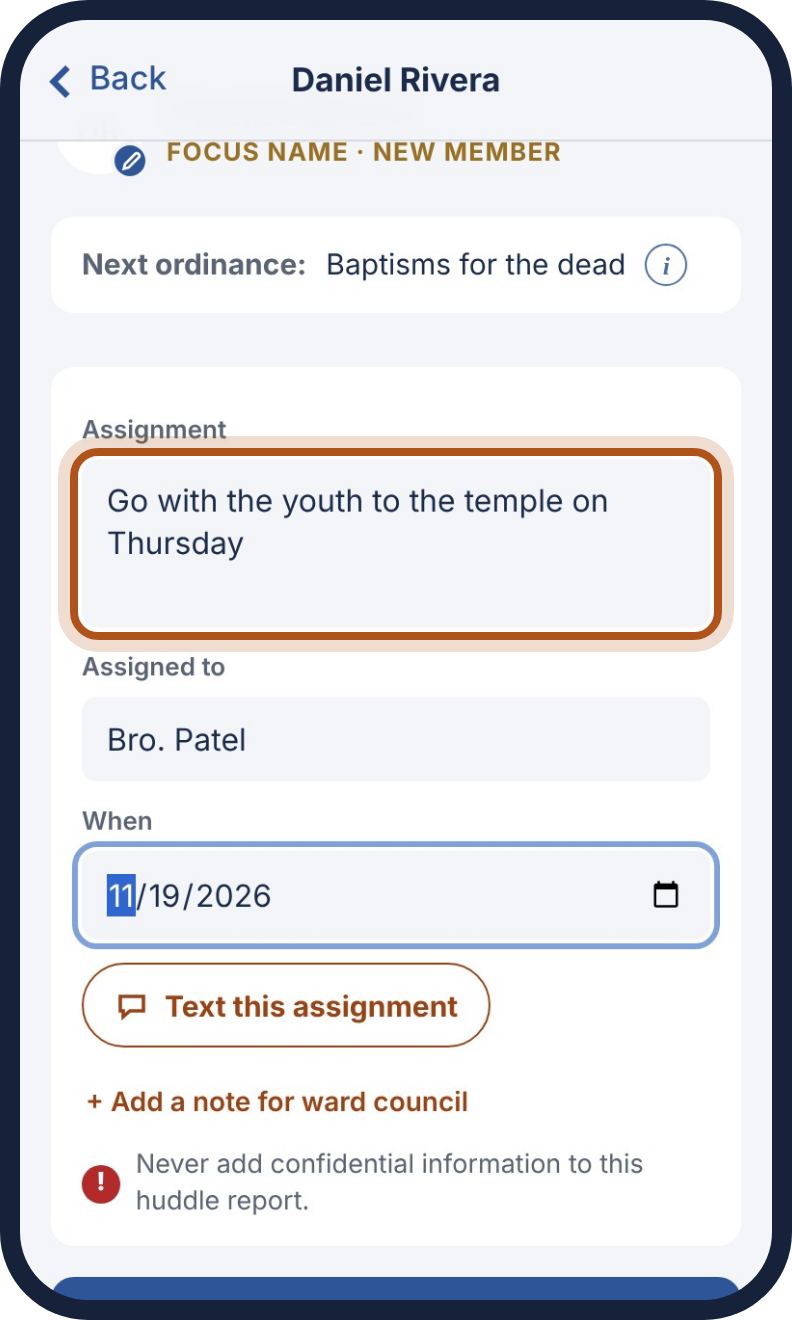 Back
Daniel Rivera
FOCUS NAME · NEW MEMBER
Next ordinance: Baptisms for the dead i
Assignment
Go with the youth to the temple on
Thursday
Assigned to
Bro. Patel
When
11/19/2026
Text this assignment
+ Add a note for ward council
! Never add confidential information to this
huddle report.